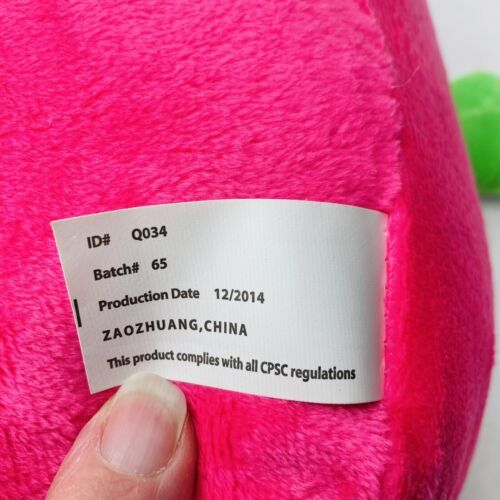 ID# Q034
Batch# 65
Production Date 12/2014
ZAOZHUANG,CHINA
This product complies with all CPSC regulations